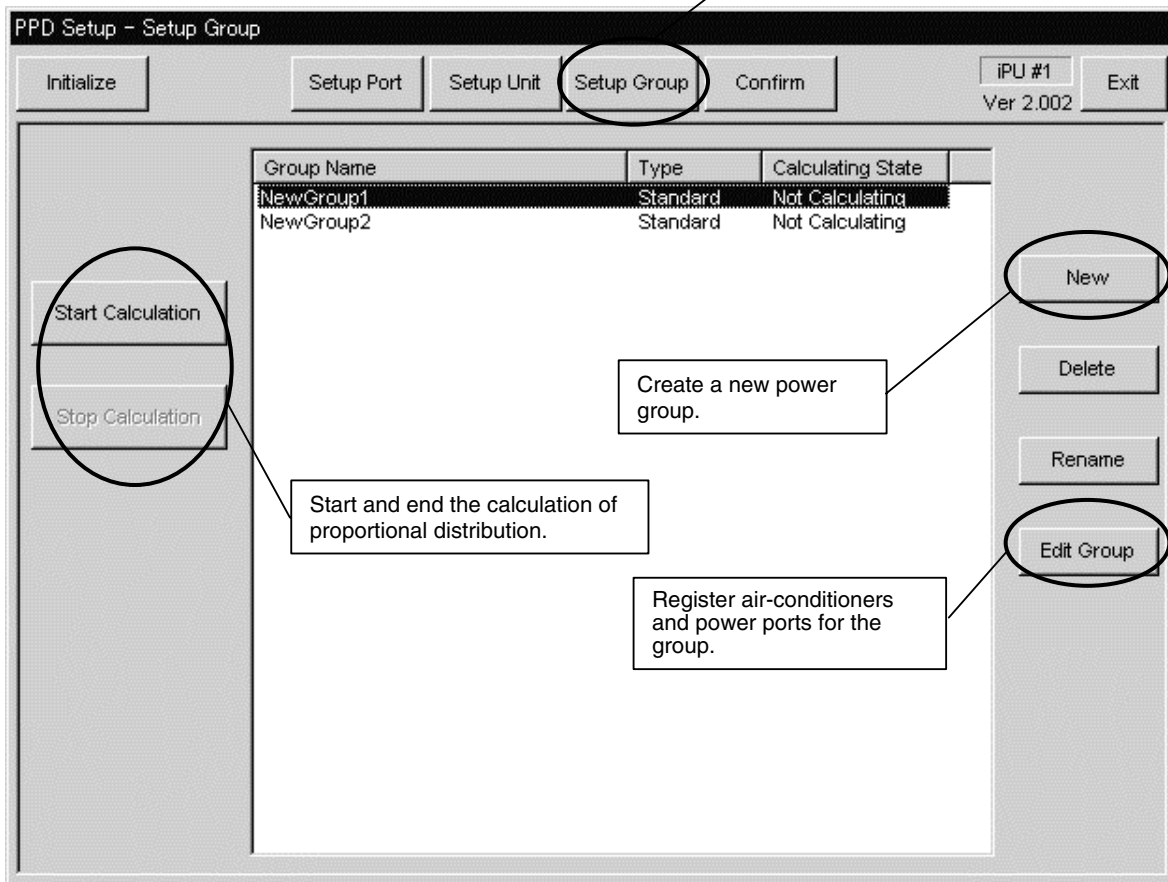 PPD Setup - Setup Group
Initialize
Setup Port
Setup Unit
Setup Group
Confirm
iPU #1
Ver 2.002
Exit
Group Name Type Calculating State
NewGroup1 Standard Not Calculating
NewGroup2 Standard Not Calculating
Start Calculation
Stop Calculation
New
Delete
Rename
Edit Group
Create a new power
group.
Start and end the calculation of
proportional distribution.
Register air-conditioners
and power ports for the
group.